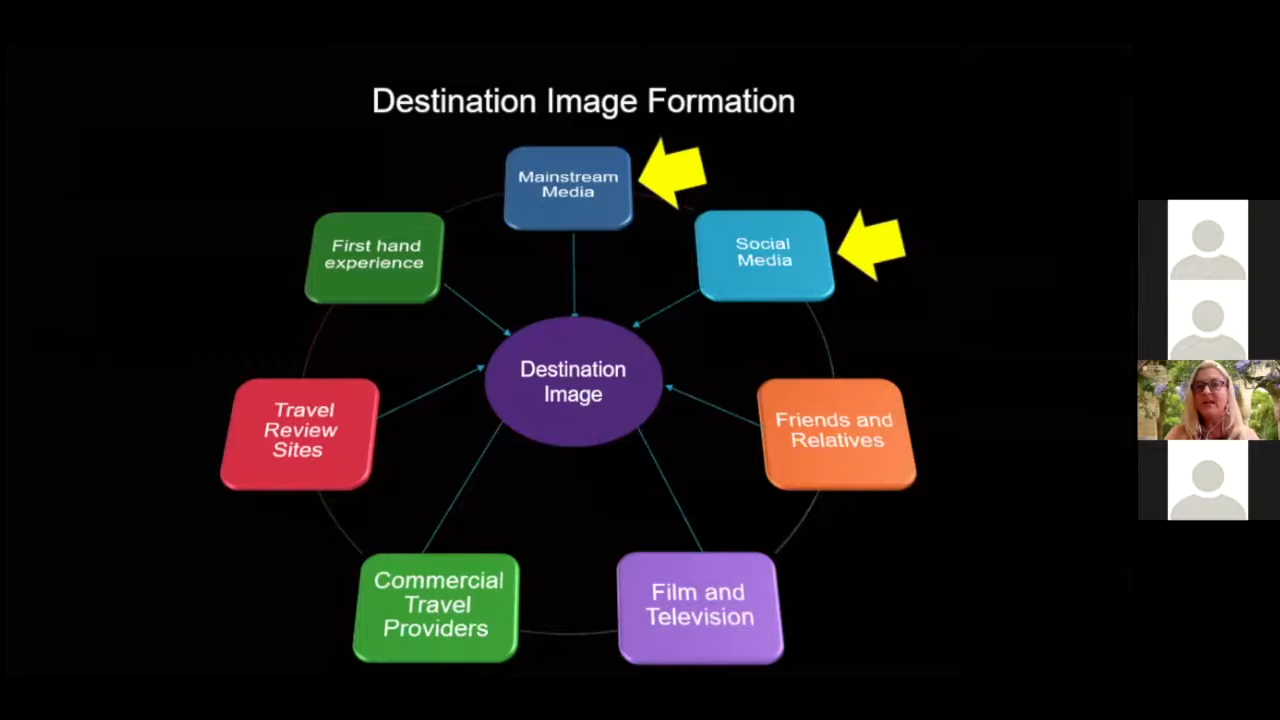 Destination Image Formation
Mainstream
Media
Social
Media
First hand
experience
Destination
Image
Travel
Review
Sites
Friends and
Relatives
Commercial
Travel
Providers
Film and
Television